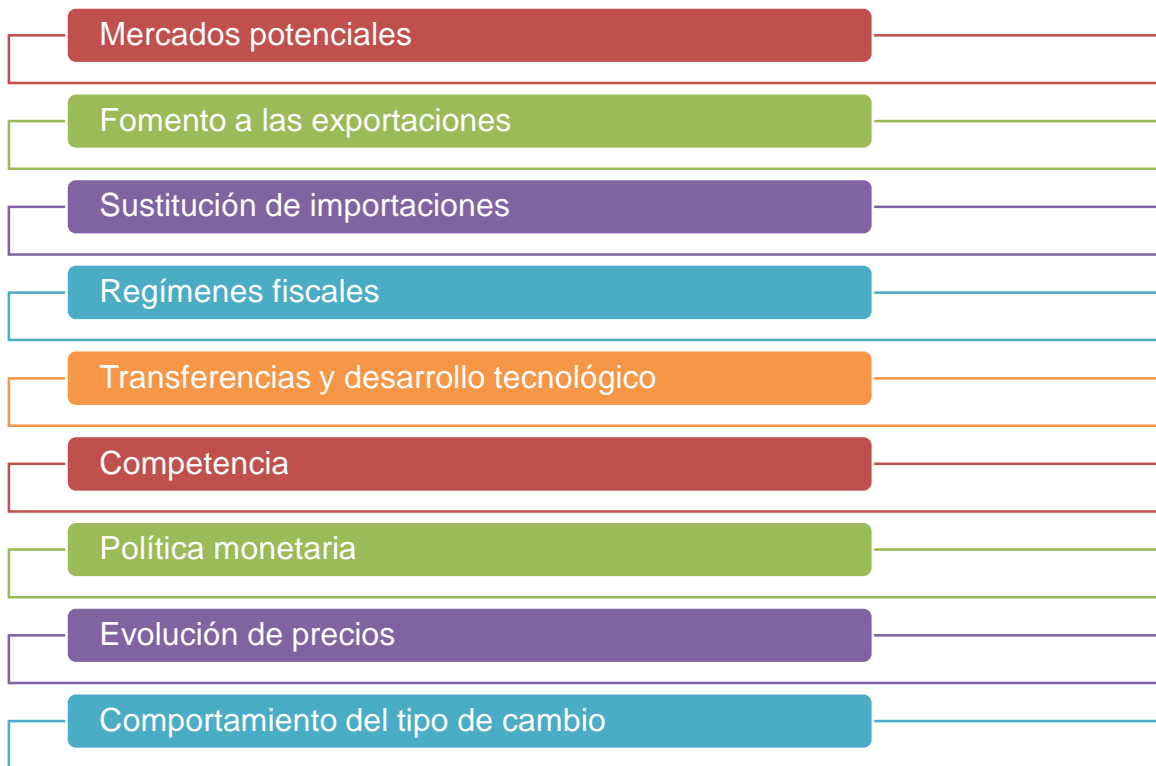 Mercados potenciales
Fomento a las exportaciones
Sustitución de importaciones
Regímenes fiscales
Transferencias y desarrollo tecnológico
Competencia
Política monetaria
Evolución de precios
Comportamiento del tipo de cambio